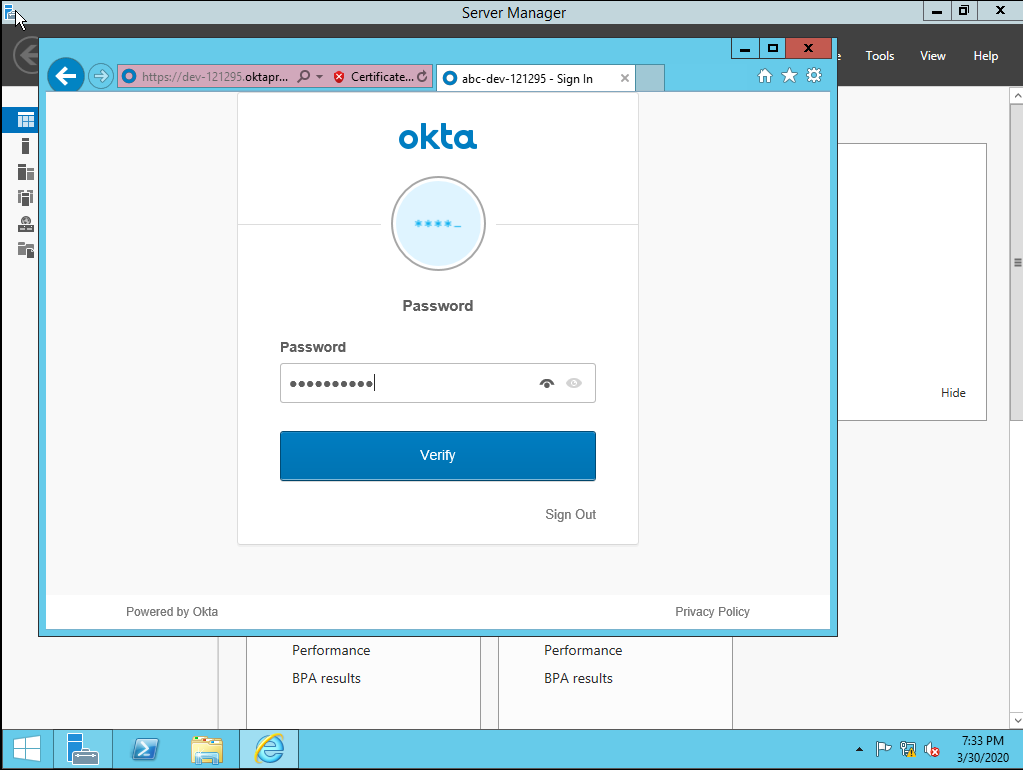 Server Manager
Tools View Help
https://dev-121295.oktapr...
Certificate...
abc-dev-121295 - Sign In
okta
****_
Password
Password
••••••••••
Verify
Sign Out
Hide
Powered by Okta
Privacy Policy
Performance
Performance
BPA results
BPA results
7:33 PM
3/30/2020